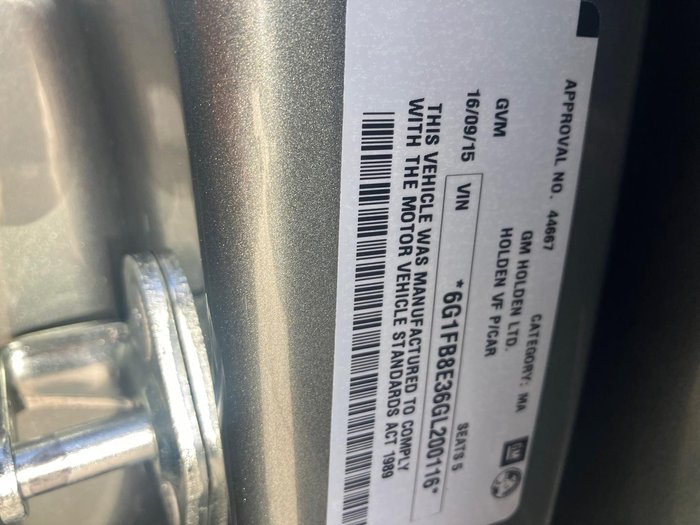 APPROVAL NO. 44667 CATEGORY: MA
GM HOLDEN LTD.
HOLDEN VF P/CAR
GVM SEATS 5
16/09/15 VIN *6G1FB8E36GL200116*
THIS VEHICLE WAS MANUFACTURED TO COMPLY
WITH THE MOTOR VEHICLE STANDARDS ACT 1989
GM